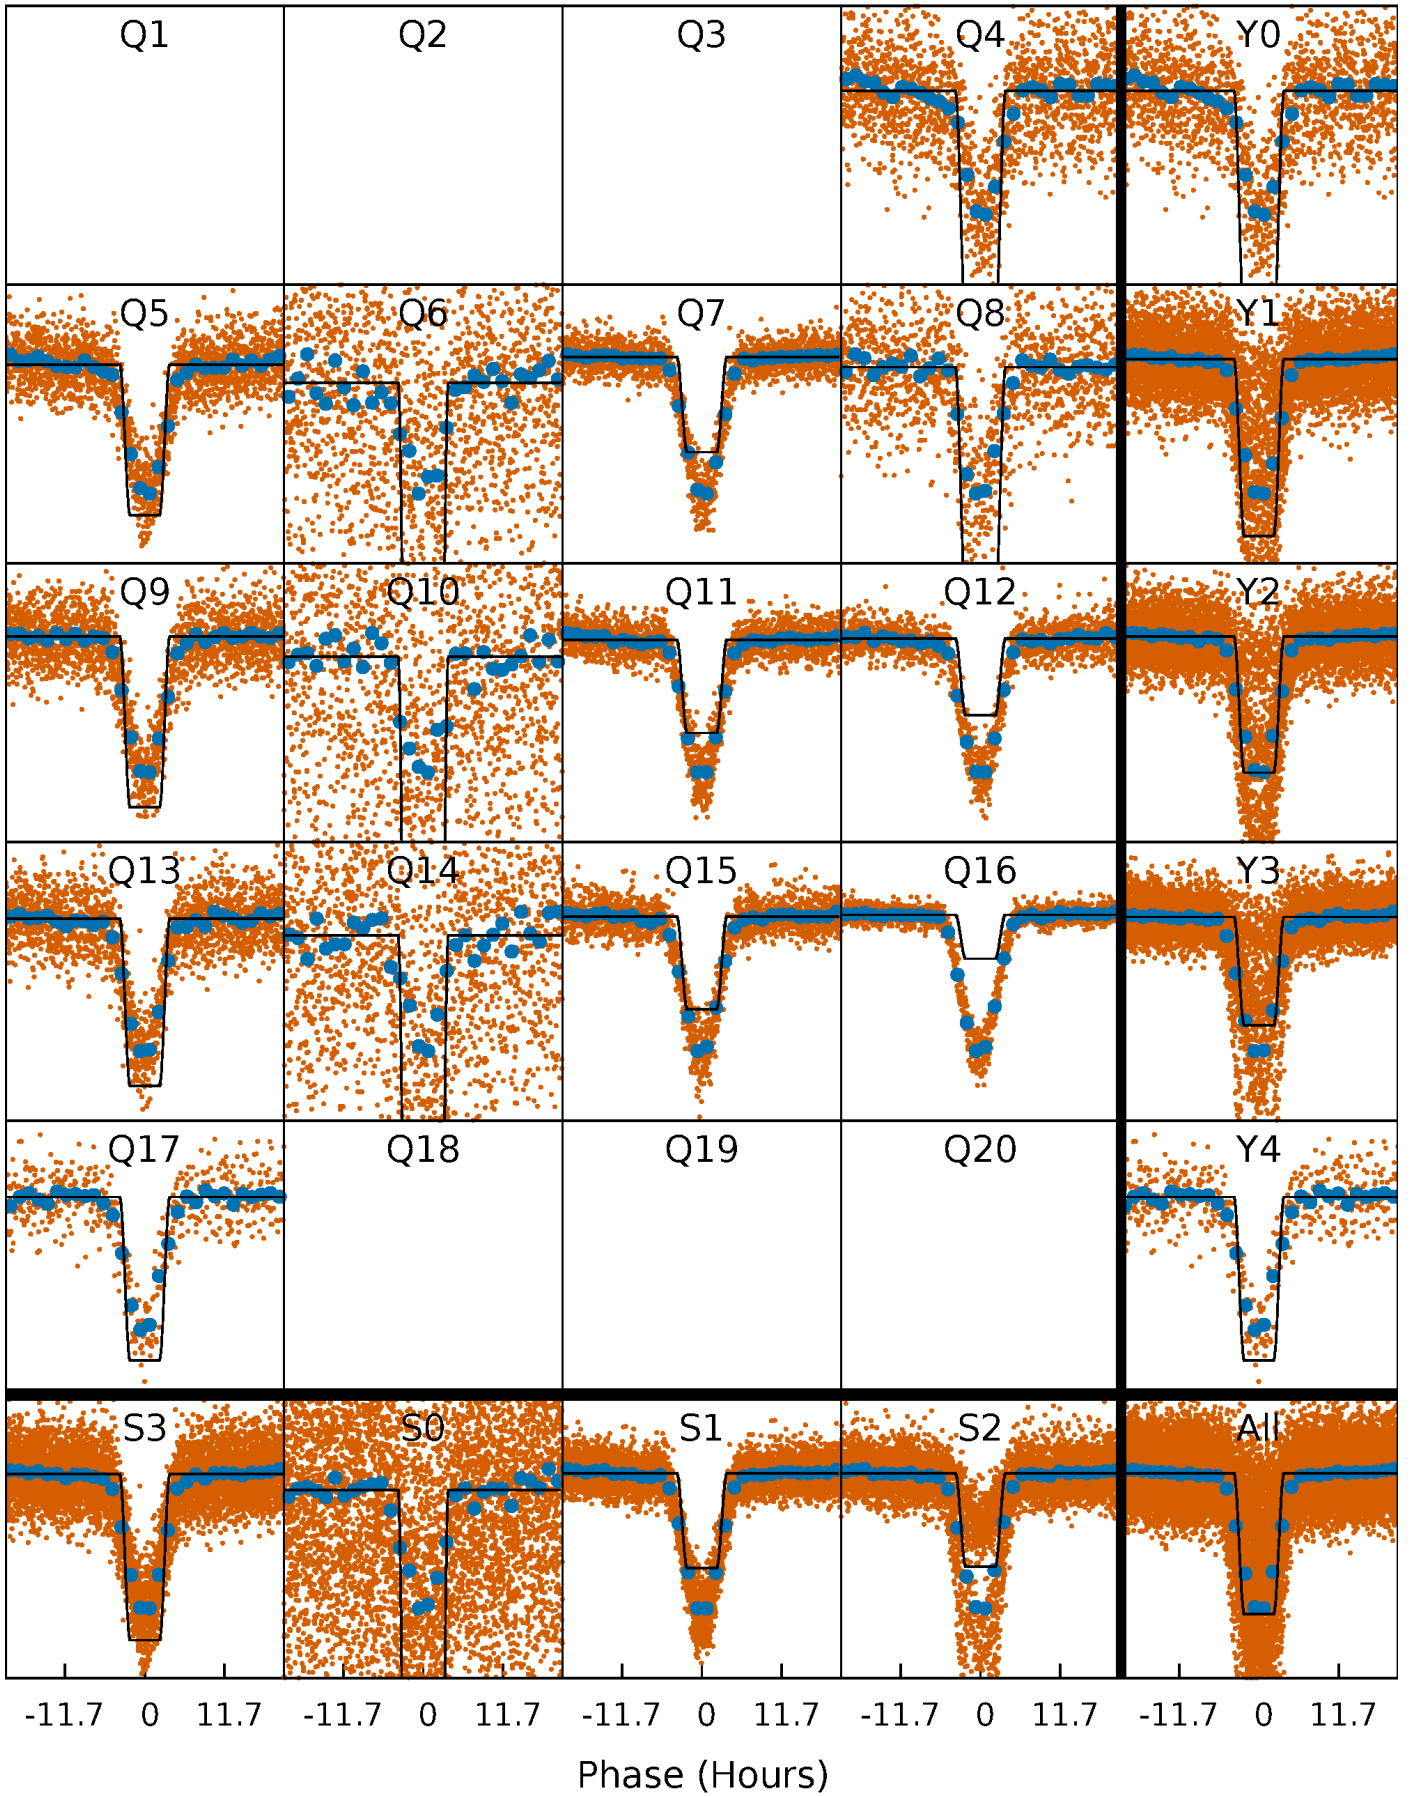 Q1 Q2 Q3 Q4 Y0
Q5 Q6 Q7 Q8 Y1
Q9 Q10 Q11 Q12 Y2
Q13 Q14 Q15 Q16 Y3
Q17 Q18 Q19 Q20 Y4
S3 S0 S1 S2 All
-11.7 0 11.7 -11.7 0 11.7 -11.7 0 11.7 -11.7 0 11.7 -11.7 0 11.7
Phase (Hours)